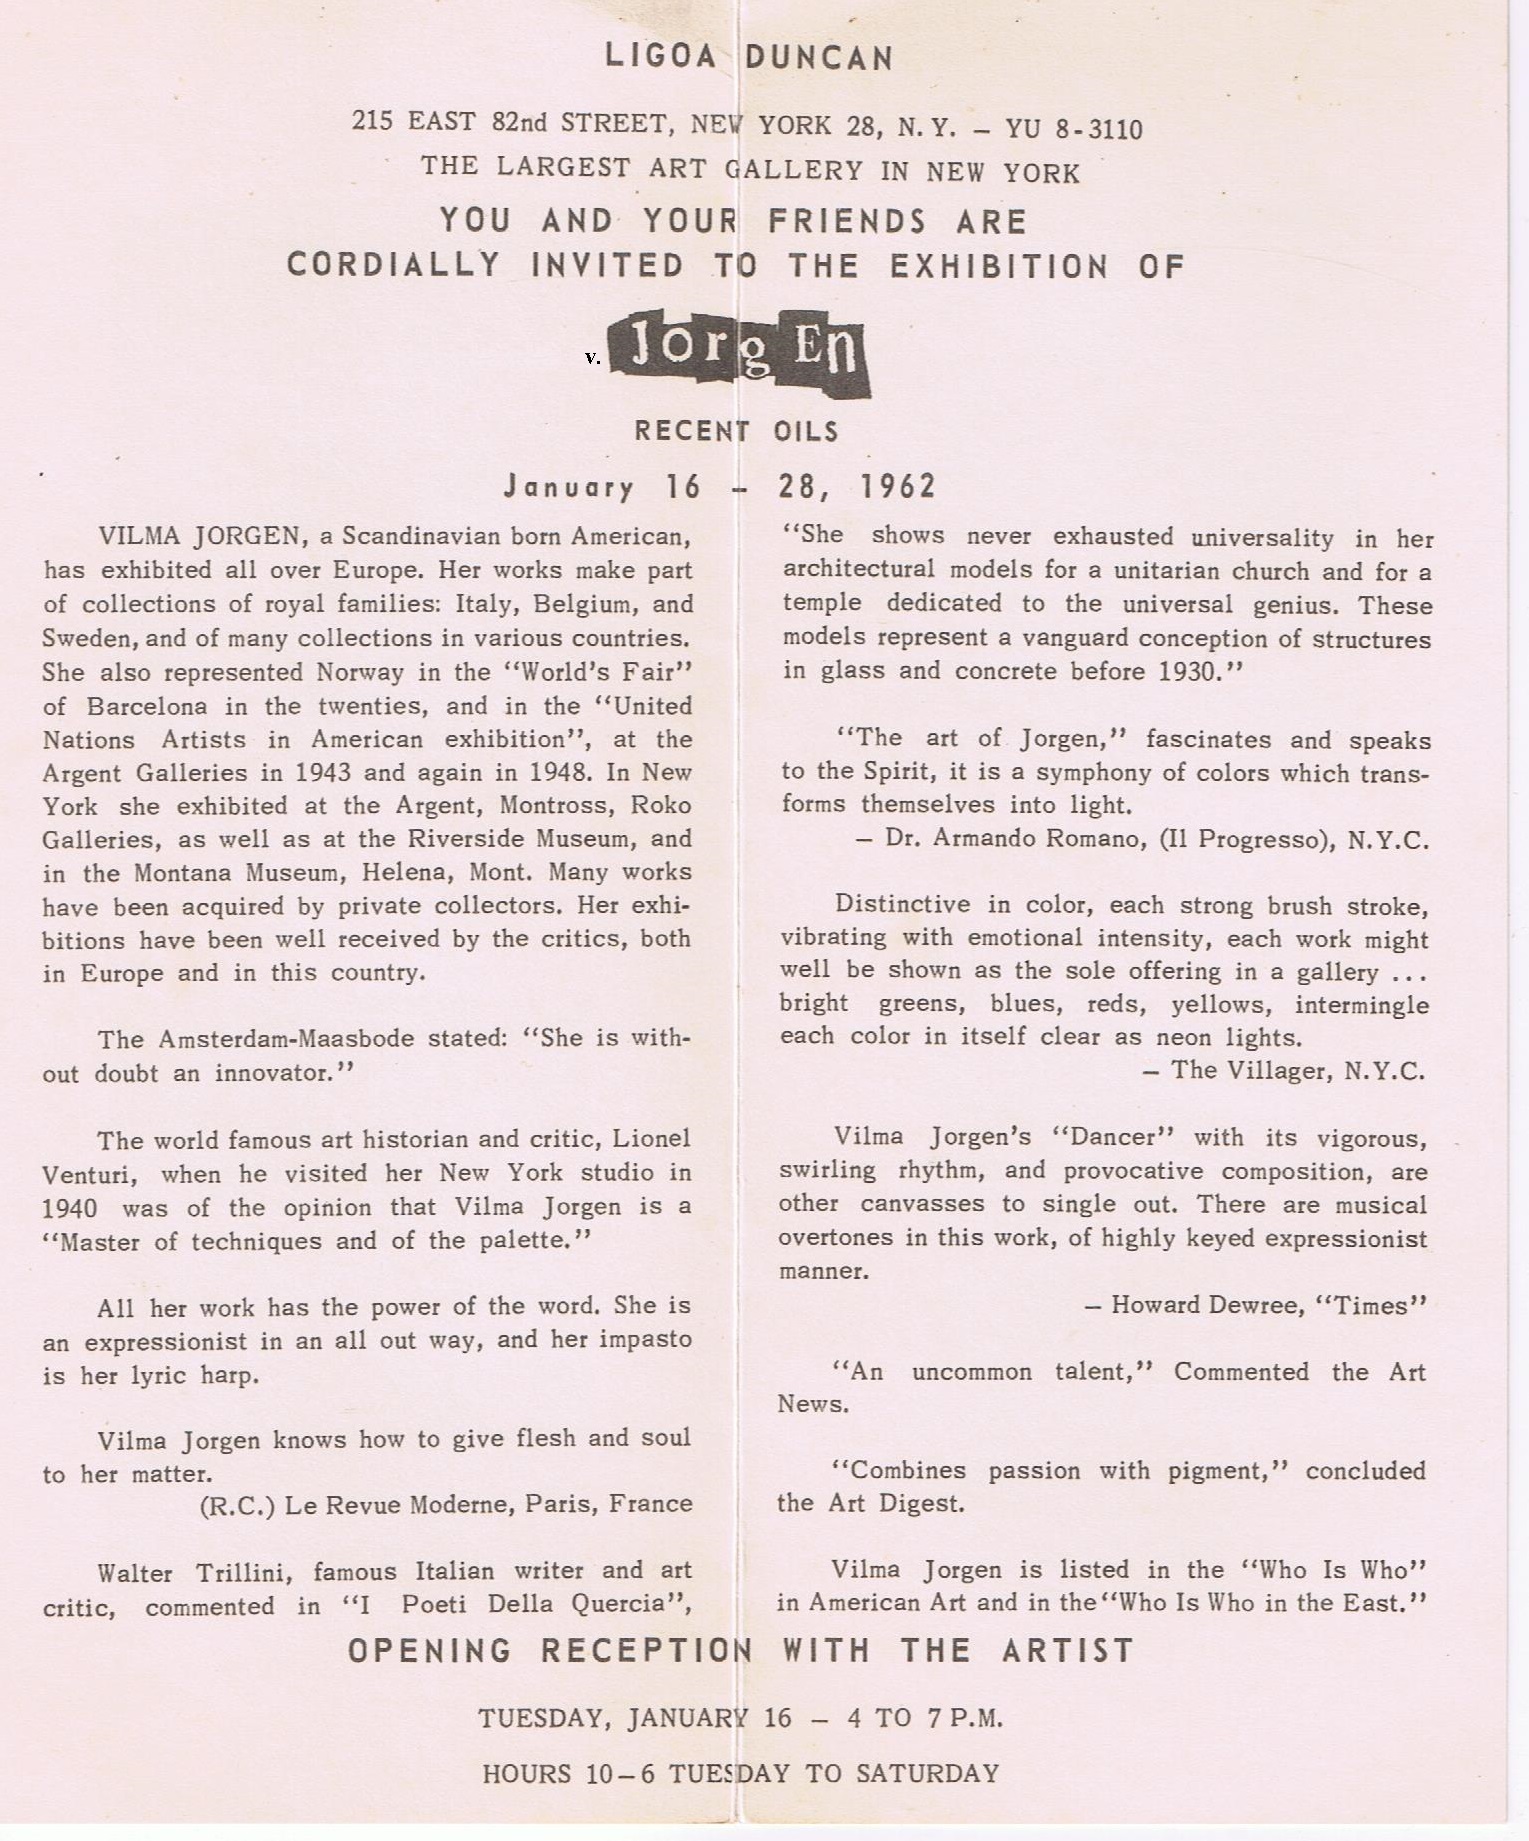 LIGOA DUNCAN
215 EAST 82nd STREET, NEW YORK 28, N.Y. – YU 8-3110
THE LARGEST ART GALLERY IN NEW YORK
YOU AND YOUR FRIENDS ARE
CORDIALLY INVITED TO THE EXHIBITION OF
v. JorgEn
RECENT OILS
January 16 – 28, 1962
VILMA JORGEN, a Scandinavian born American,
has exhibited all over Europe. Her works make part
of collections of royal families: Italy, Belgium, and
Sweden, and of many collections in various countries.
She also represented Norway in the “World's Fair”
of Barcelona in the twenties, and in the “United
Nations Artists in American exhibition”, at the
Argent Galleries in 1943 and again in 1948. In New
York she exhibited at the Argent, Montross, Roko
Galleries, as well as at the Riverside Museum, and
in the Montana Museum, Helena, Mont. Many works
have been acquired by private collectors. Her exhi-
bitions have been well received by the critics, both
in Europe and in this country.
The Amsterdam-Maasbode stated: “She is with-
out doubt an innovator.”
The world famous art historian and critic, Lionel
Venturi, when he visited her New York studio in
1940 was of the opinion that Vilma Jorgen is a
“Master of techniques and of the palette.”
All her work has the power of the word. She is
an expressionist in an all out way, and her impasto
is her lyric harp.
Vilma Jorgen knows how to give flesh and soul
to her matter.
(R.C.) Le Revue Moderne, Paris, France
Walter Trillini, famous Italian writer and art
critic, commented in “I Poeti Della Quercia”,
“She shows never exhausted universality in her
architectural models for a unitarian church and for a
temple dedicated to the universal genius. These
models represent a vanguard conception of structures
in glass and concrete before 1930.”
“The art of Jorgen,” fascinates and speaks
to the Spirit, it is a symphony of colors which trans-
forms themselves into light.
– Dr. Armando Romano, (Il Progresso), N.Y.C.
Distinctive in color, each strong brush stroke,
vibrating with emotional intensity, each work might
well be shown as the sole offering in a gallery ...
bright greens, blues, reds, yellows, intermingle
each color in itself clear as neon lights.
– The Villager, N.Y.C.
Vilma Jorgen's “Dancer” with its vigorous,
swirling rhythm, and provocative composition, are
other canvasses to single out. There are musical
overtones in this work, of highly keyed expressionist
manner.
– Howard Dewree, “Times”
“An uncommon talent,” Commented the Art
News.
“Combines passion with pigment,” concluded
the Art Digest.
Vilma Jorgen is listed in the “Who Is Who”
in American Art and in the “Who Is Who in the East.”
OPENING RECEPTION WITH THE ARTIST
TUESDAY, JANUARY 16 – 4 TO 7 P.M.
HOURS 10–6 TUESDAY TO SATURDAY